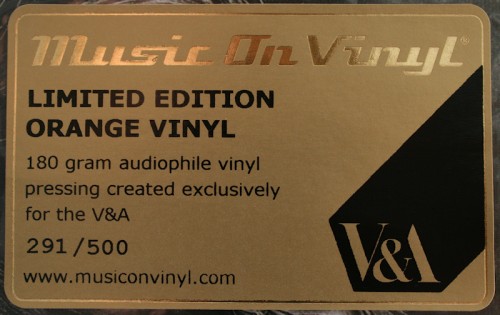 Music On Vinyl®
LIMITED EDITION
ORANGE VINYL
180 gram audiophile vinyl
pressing created exclusively
for the V&A
291/500
www.musiconvinyl.com
V&A